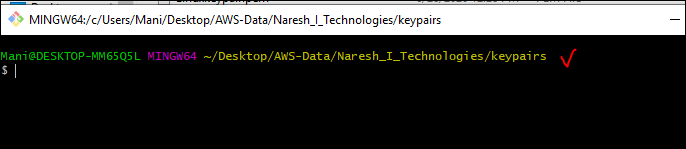 MINGW64:/c/Users/Mani/Desktop/AWS-Data/Naresh_I_Technologies/keypairs
Mani@DESKTOP-MM65Q5L MINGW64 ~/Desktop/AWS-Data/Naresh_I_Technologies/keypairs
$